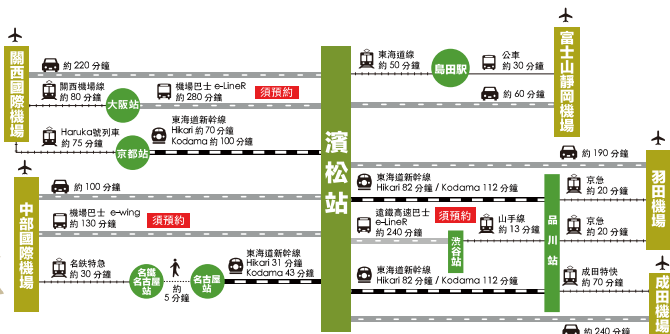 關西國際機場
約 220 分鐘
關西機場線
約 80 分鐘
大阪站
機場巴士 e-LineR
約 280 分鐘
須預約
Haruka號列車
約 75 分鐘
京都站
東海道新幹線
Hikari 約 70 分鐘
Kodama 約 100 分鐘
中部國際機場
約 100 分鐘
機場巴士 e-wing
約 130 分鐘
須預約
名鉄特急
約 30 分鐘
名鐵
名古屋
站
約
5 分鐘
名古屋
站
東海道新幹線
Hikari 31 分鐘
Kodama 43 分鐘
濱松站
東海道線
約 50 分鐘
島田駅
公車
約 30 分鐘
約 60 分鐘
富士山靜岡機場
約 190 分鐘
東海道新幹線
Hikari 82 分鐘 / Kodama 112 分鐘
京急
約 20 分鐘
遠鐵高速巴士
e-LineR
約 240 分鐘
須預約
渋谷站
山手線
約 13 分鐘
品川站
京急
約 20 分鐘
羽田機場
東海道新幹線
Hikari 82 分鐘 / Kodama 112 分鐘
成田特快
約 70 分鐘
約 240 分鐘
成田機場